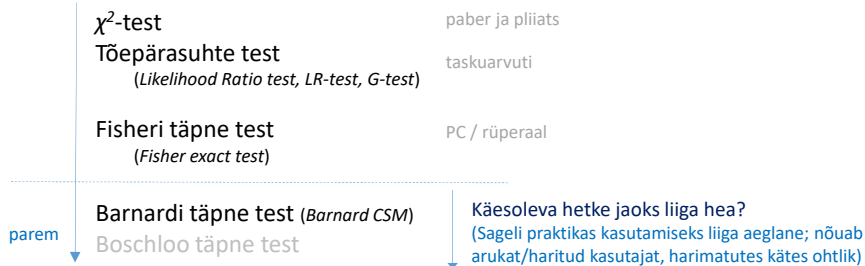 χ²-test
paber ja pliiats
Tõepärasuhte test
(Likelihood Ratio test, LR-test, G-test)
taskuarvuti
Fisheri täpne test
PC / rüperaal
(Fisher exact test)
Barnardi täpne test (Barnard CSM)
Boschloo täpne test
parem
Käesoleva hetke jaoks liiga hea?
(Sageli praktikas kasutamiseks liiga aeglane; nõuab
arukat/haritud kasutajat, harimatutes kätes ohtlik)